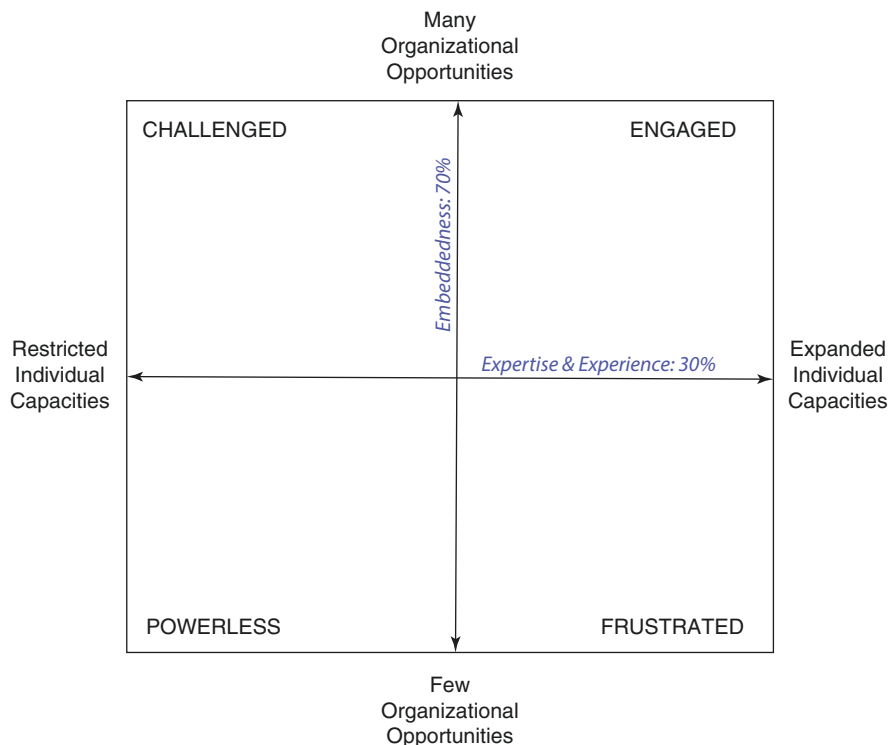 Many
Organizational
Opportunities
CHALLENGED
ENGAGED
Embeddedness: 70%
Expertise & Experience: 30%
Restricted
Individual
Capacities
Expanded
Individual
Capacities
POWERLESS
FRUSTRATED
Few
Organizational
Opportunities